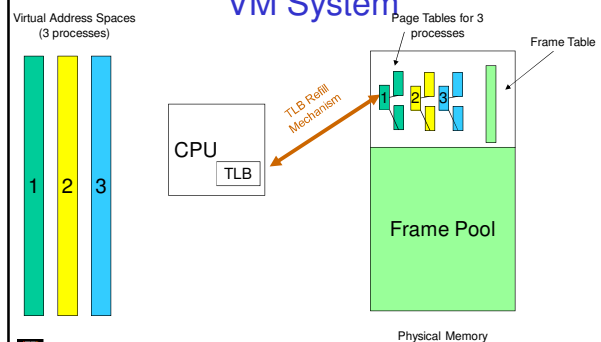 VM System
Virtual Address Spaces
(3 processes)
Page Tables for 3
processes
Frame Table
TLB Refill
Mechanism
1 2 3
CPU
TLB
1 2 3
Frame Pool
Physical Memory